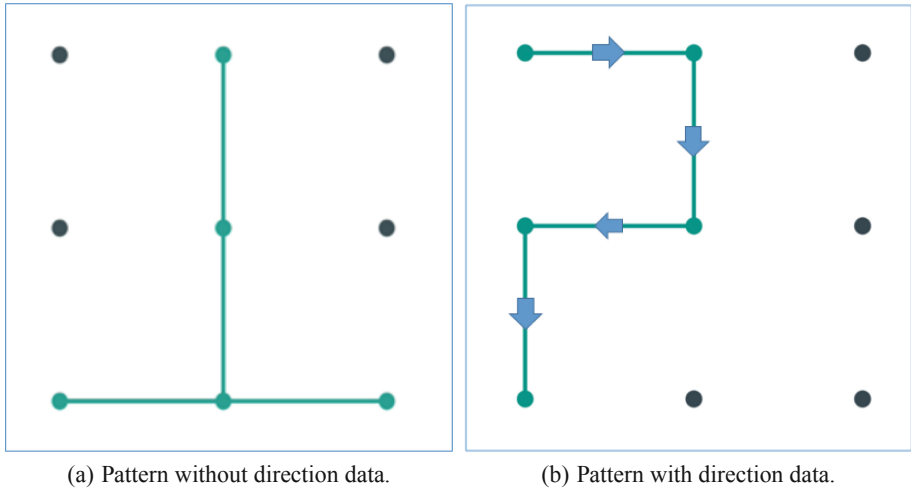 (a) Pattern without direction data.
(b) Pattern with direction data.